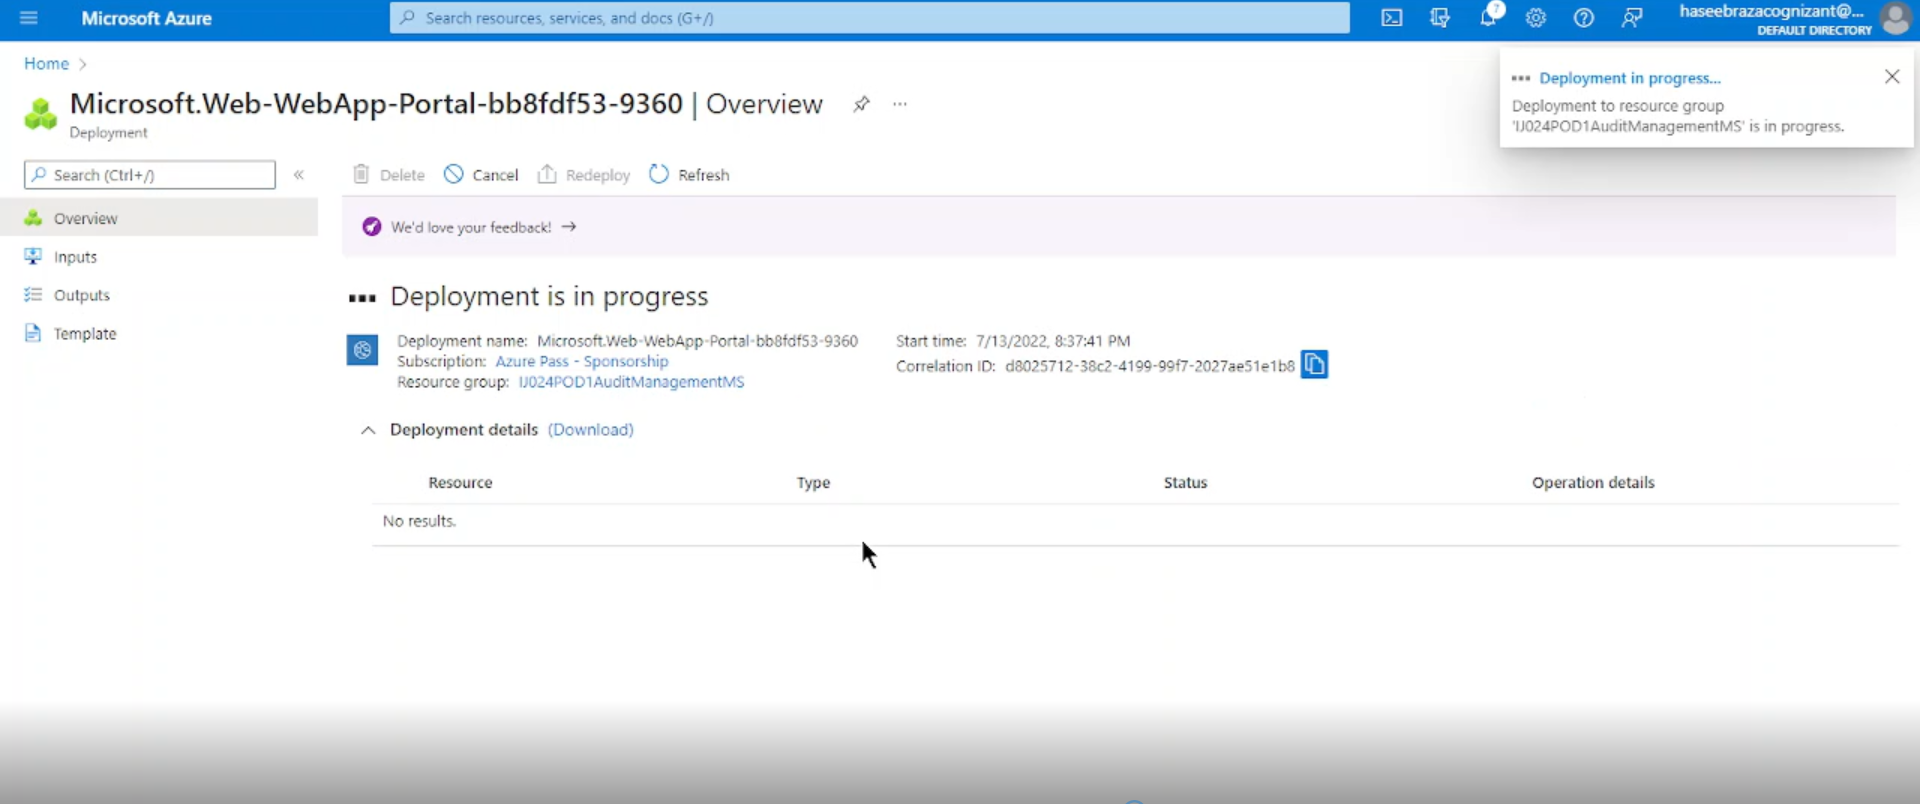 Microsoft Azure
Search resources, services, and docs (G+/)
7
haseebrazacognizant@...
DEFAULT DIRECTORY
Home
Deployment in progress...
Deployment to resource group
'IJ024POD1AuditManagementMS' is in progress.
Microsoft.Web-WebApp-Portal-bb8fdf53-9360 | Overview
Deployment
Search (Ctrl+/)
Delete
Cancel
Redeploy
Refresh
Overview
Inputs
Outputs
Template
We'd love your feedback! →
Deployment is in progress
Deployment name: Microsoft.Web-WebApp-Portal-bb8fdf53-9360
Subscription: Azure Pass - Sponsorship
Resource group: IJ024POD1AuditManagementMS
Start time: 7/13/2022, 8:37:41 PM
Correlation ID: d8025712-38c2-4199-99f7-2027ae51e1b8
Deployment details (Download)
Resource Type Status Operation details
No results.